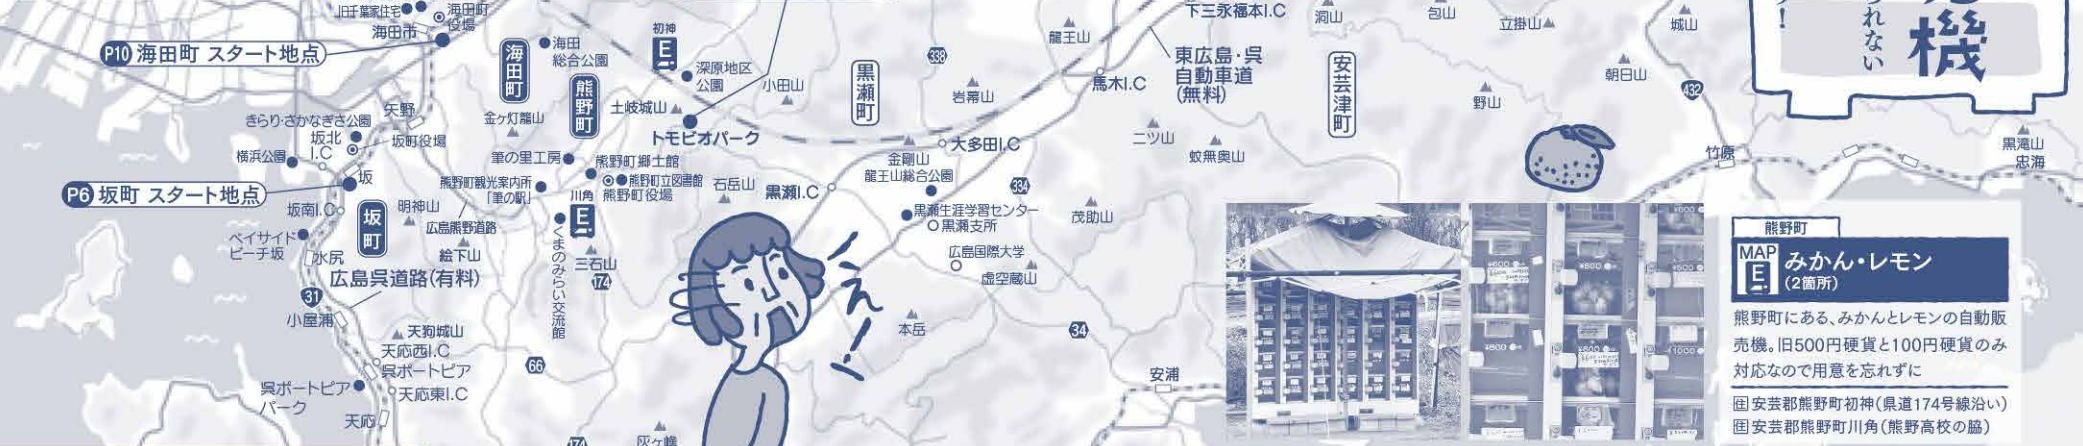 旧千葉家住宅
海田町
役場
海田市
P10 海田町 スタート地点
海田町
海田
総合公園
初神
E
深原地区
公園
小田山
熊野町
土岐城山
トモビオパーク
金ヶ灯籠山
矢野
きらり・さかなぎさ公園
坂北
I.C
坂町役場
横浜公園
坂
P6 坂町 スタート地点
筆の里工房
熊野町郷土館
熊野町立図書館
熊野町役場
熊野町観光案内所
「筆の駅」
川角
E
石岳山
黒瀬I.C
坂南I.C
坂町
明神山
広島熊野道路
ベイサイド
ビーチ坂
水尻
絵下山
広島呉道路(有料)
くまのみらい交流館
三石山
174
31
小屋浦
天狗城山
天応西I.C
呉ポートピア
呉ポートピア
パーク
天応東I.C
天応
66
174
灰ヶ峰
えーっ!
黒瀬町
338
岩幕山
龍王山
下三永福本I.C
洞山
包山
立掛山
城山
馬木I.C
東広島・呉
自動車道
(無料)
安芸津町
朝日山
野山
432
大多田I.C
金剛山
龍王山総合公園
334
二ツ山
蚊無奥山
黒瀬生涯学習センター
黒瀬支所
茂助山
広島国際大学
虚空蔵山
本岳
34
安浦
竹原
黒滝山
忠海
機
れない
!
¥600
¥600
¥600
熊野町
MAP
E
みかん・レモン
(2箇所)
熊野町にある、みかんとレモンの自動販
売機。旧500円硬貨と100円硬貨のみ
対応なので用意を忘れずに
住 安芸郡熊野町初神(県道174号線沿い)
住 安芸郡熊野町川角(熊野高校の脇)